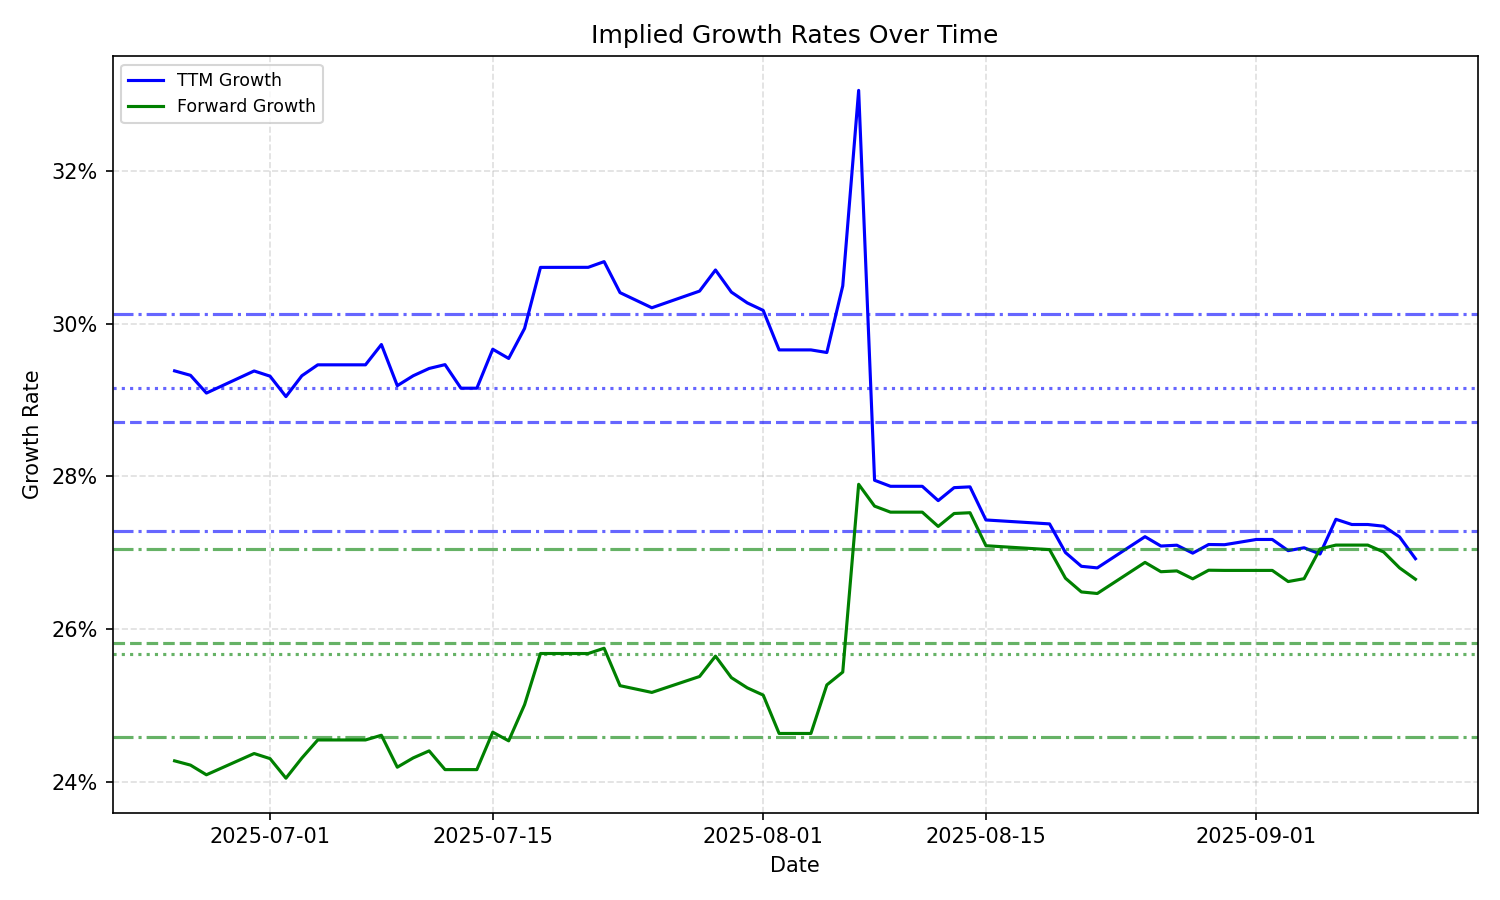 Implied Growth Rates Over Time
TTM Growth
Forward Growth
32%
30%
28%
26%
24%
Growth Rate
2025-07-01 2025-07-15 2025-08-01 2025-08-15 2025-09-01
Date